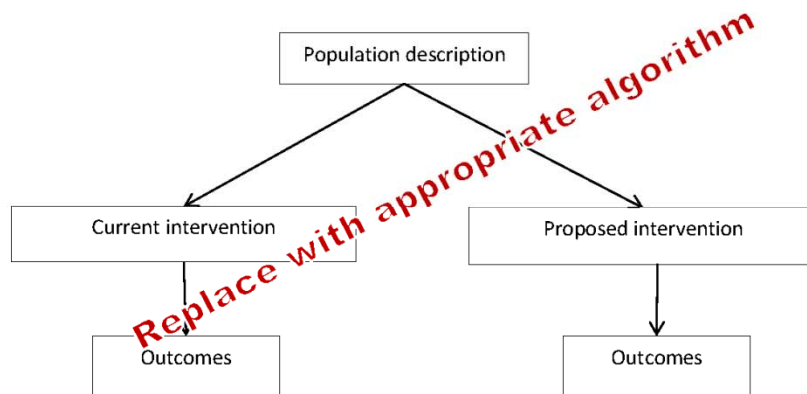 Population description
Replace with appropriate algorithm
Current intervention
Proposed intervention
Outcomes
Outcomes